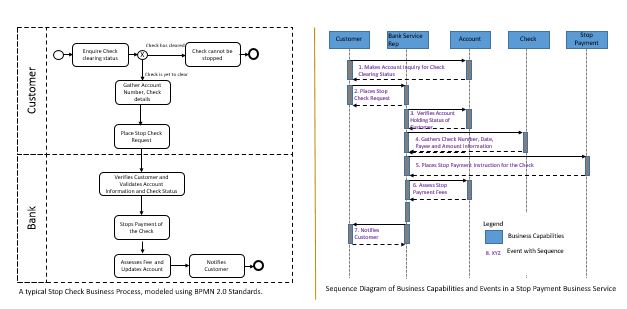 Customer
Enquire Check
clearing status
X
Check has cleared
Check cannot be
stopped
Check is yet to clear
Gather Account
Number, Check
details
Place Stop Check
Request
Bank
Verifies Customer and
Validates Account
Information and Check Status
Stops Payment of
the Check
Assesses Fee and
Updates Account
Notifies
Customer
A typical Stop Check Business Process, modeled using BPMN 2.0 Standards.
Customer
Bank Service
Rep
Account
Check
Stop
Payment
1. Makes Account Inquiry for Check
Clearing Status
2. Places Stop
Check Request
3. Verifies Account
Holding Status of
Customer
4. Gathers Check Number, Date,
Payee and Amount Information
5. Places Stop Payment Instruction for the Check
6. Assess Stop
Payment Fees
7. Notifies
Customer
Legend
Business Capabilities
8. XYZ
Event with Sequence
Sequence Diagram of Business Capabilities and Events in a Stop Payment Business Service